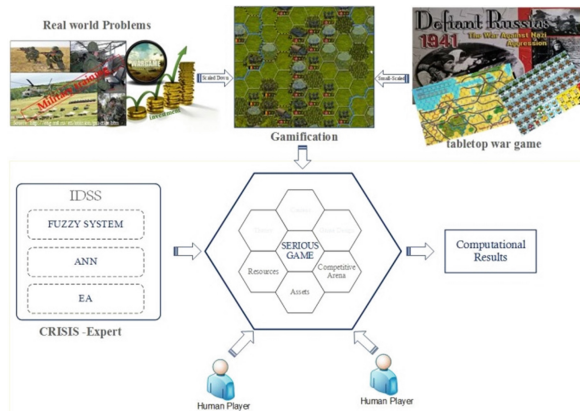 Real world Problems
Military training
investment
Scaled Down
Gamification
Small-Scaled
Defiant Russia
1941
The War Against Nazi
Aggression
tabletop war game
IDSS
FUZZY SYSTEM
ANN
EA
CRISIS -Expert
SERIOUS
GAME
Resources
Competitive
Arena
Assets
Computational
Results
Human Player
Human Player